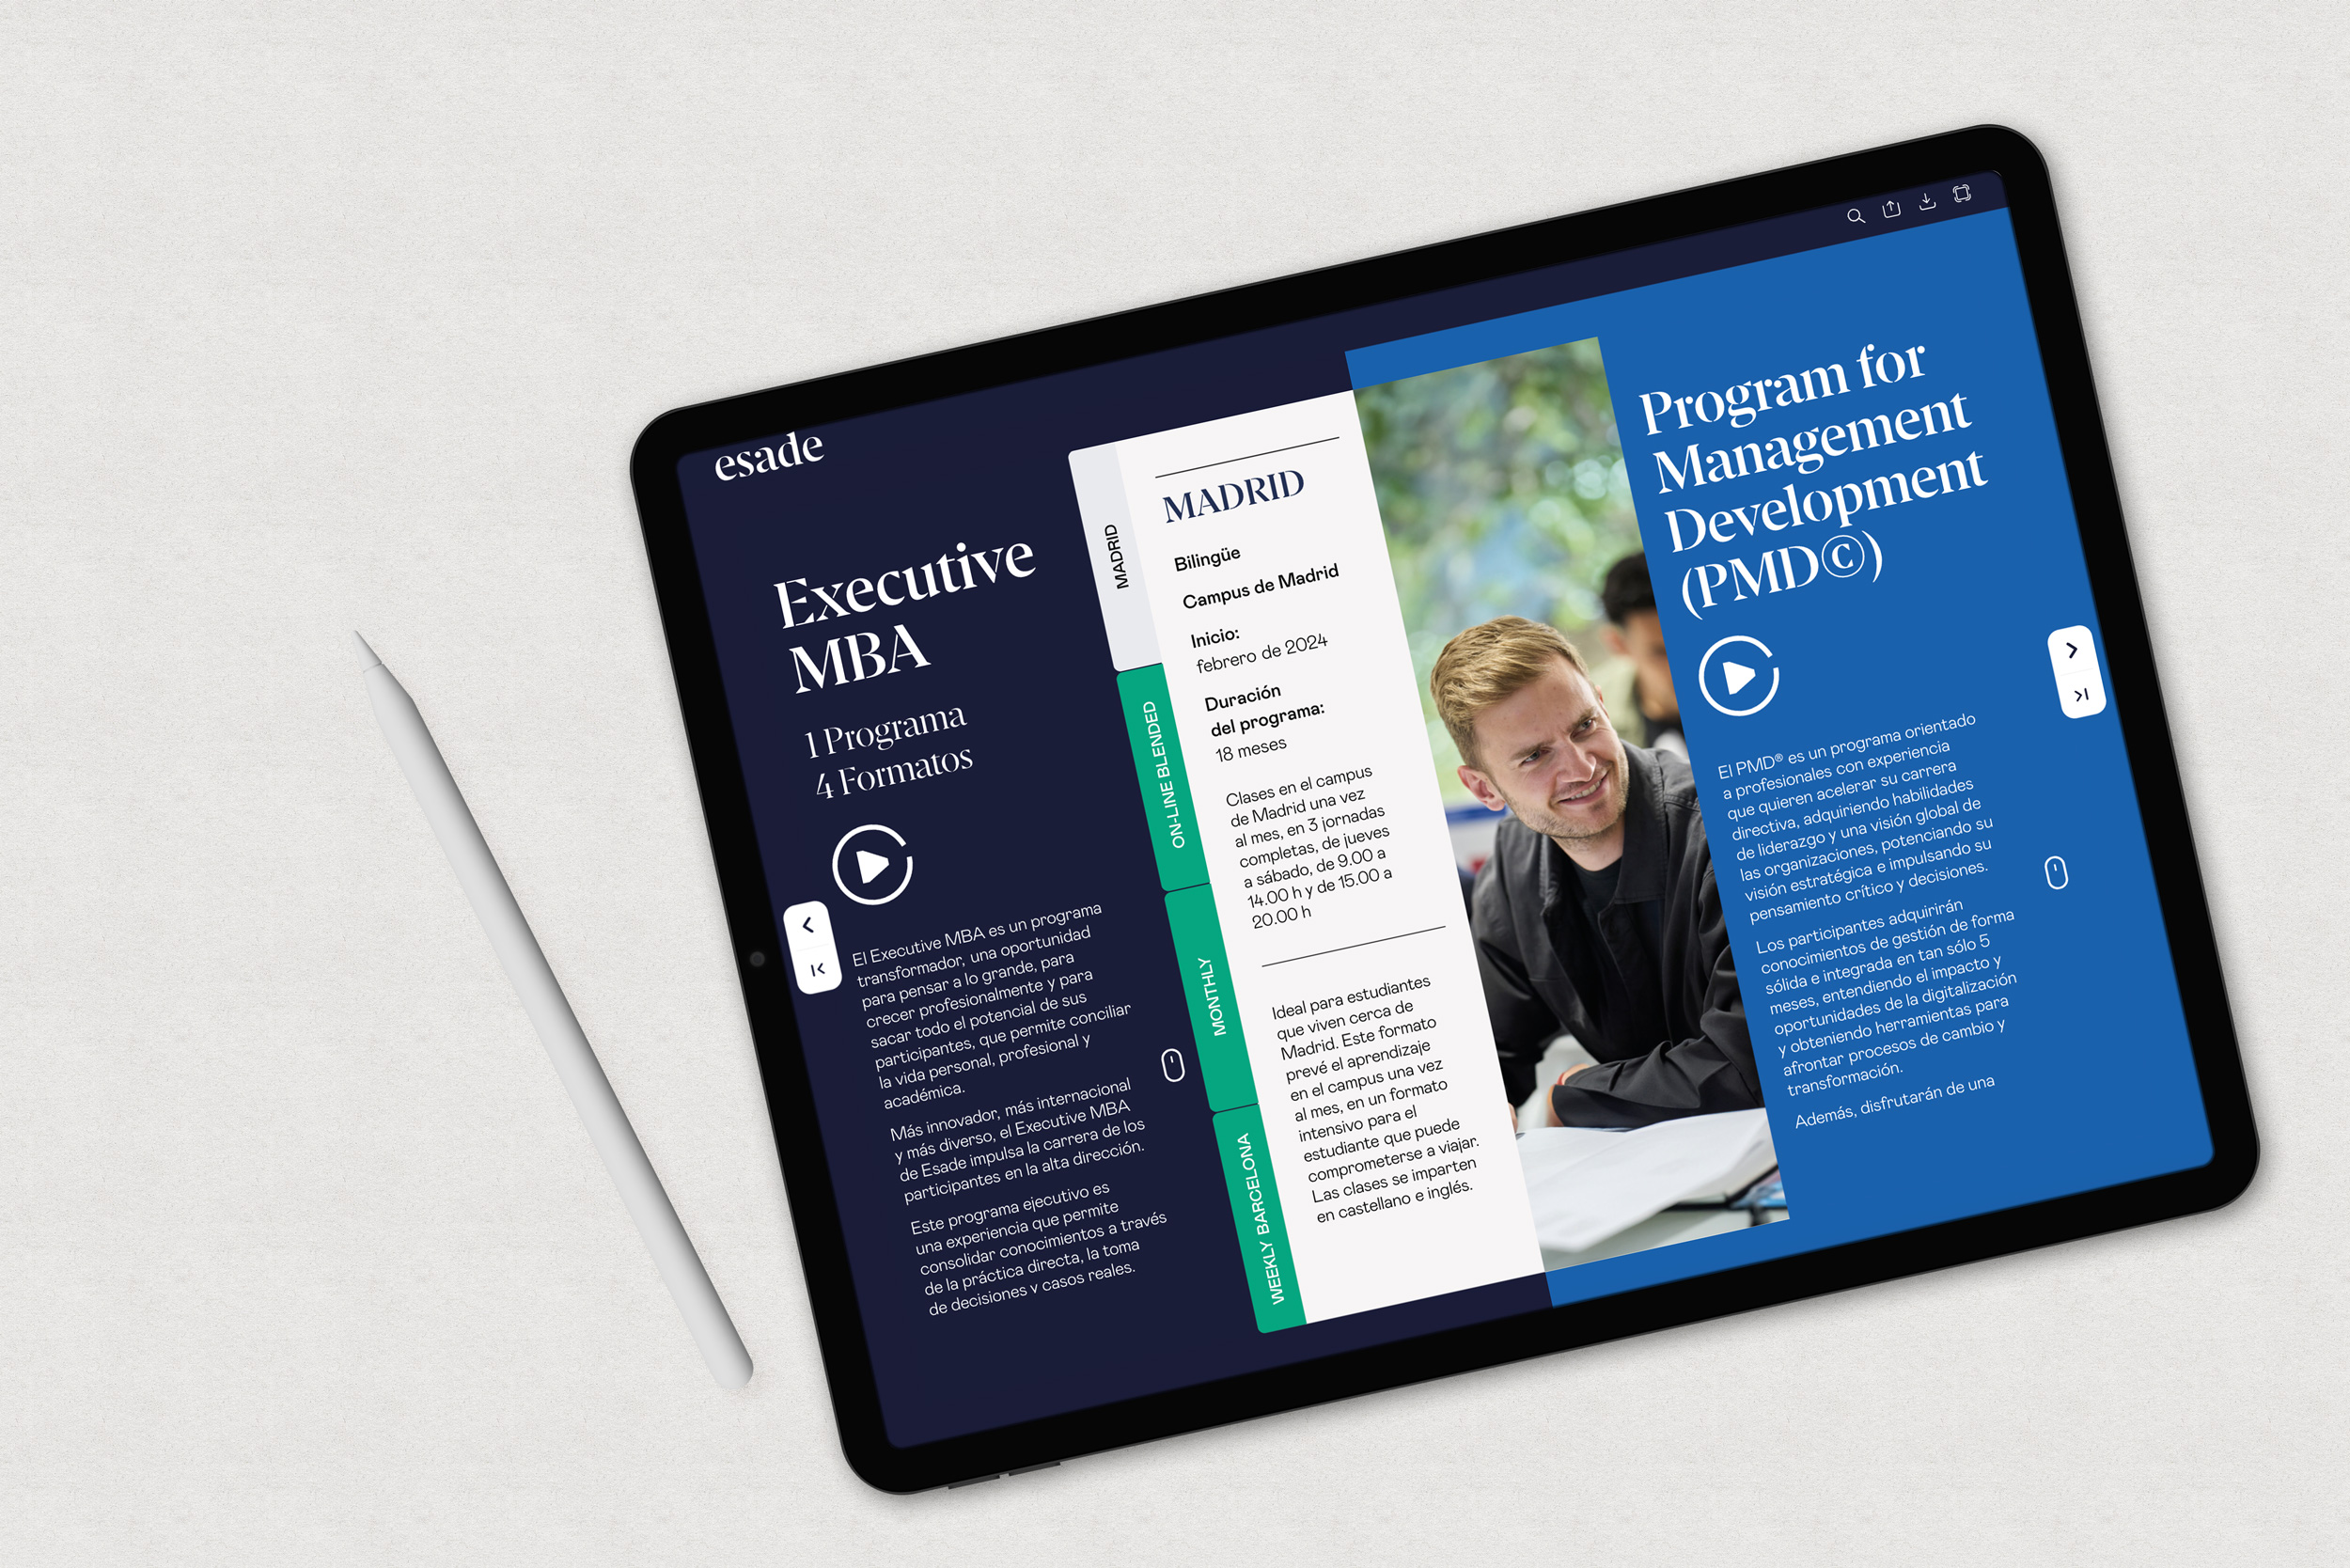 esade
Executive
MBA
1 Programa
4 Formatos
El Executive MBA es un programa
transformador, una oportunidad
para pensar a lo grande, para
crecer profesionalmente y para
sacar todo el potencial de sus
participantes, que permite conciliar
la vida personal, profesional y
académica.
Más innovador, más internacional
y más diverso, el Executive MBA
de Esade impulsa la carrera de los
participantes en la alta dirección.
Este programa ejecutivo es
una experiencia que permite
consolidar conocimientos a través
de la práctica directa, la toma
de decisiones y casos reales.
MADRID
ON-LINE BLENDED
MONTHLY
WEEKLY BARCELONA
MADRID
Bilingüe
Campus de Madrid
Inicio:
febrero de 2024
Duración
del programa:
18 meses
Clases en el campus
de Madrid una vez
al mes, en 3 jornadas
completas, de jueves
a sábado, de 9.00 a
14.00 h y de 15.00 a
20.00 h
Ideal para estudiantes
que viven cerca de
Madrid. Este formato
prevé el aprendizaje
en el campus una vez
al mes, en un formato
intensivo para el
estudiante que puede
comprometerse a viajar.
Las clases se imparten
en castellano e inglés.
Program for
Management
Development
(PMD©)
El PMD® es un programa orientado
a profesionales con experiencia
que quieren acelerar su carrera
directiva, adquiriendo habilidades
de liderazgo y una visión global de
las organizaciones, potenciando su
visión estratégica e impulsando su
pensamiento crítico y decisiones.
Los participantes adquirirán
conocimientos de gestión de forma
sólida e integrada en tan sólo 5
meses, entendiendo el impacto y
oportunidades de la digitalización
y obteniendo herramientas para
afrontar procesos de cambio y
transformación.
Además, disfrutarán de una